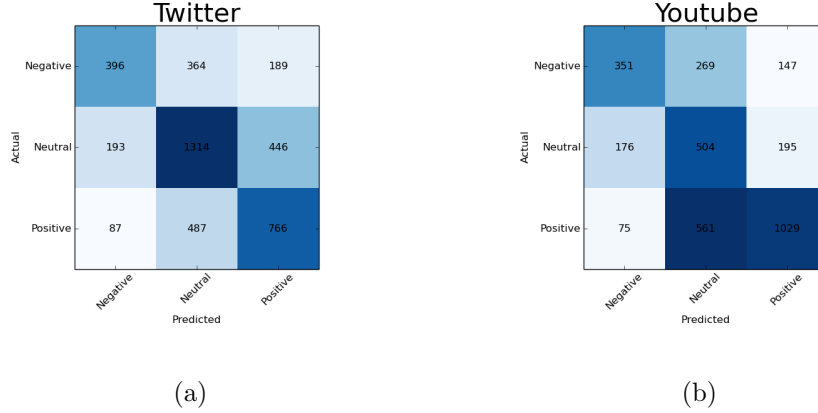 Twitter
Negative 396 364 189
Neutral 193 1314 446
Positive 87 487 766
Actual
Negative Neutral Positive
Predicted
(a)
Youtube
Negative 351 269 147
Neutral 176 504 195
Positive 75 561 1029
Actual
Negative Neutral Positive
Predicted
(b)